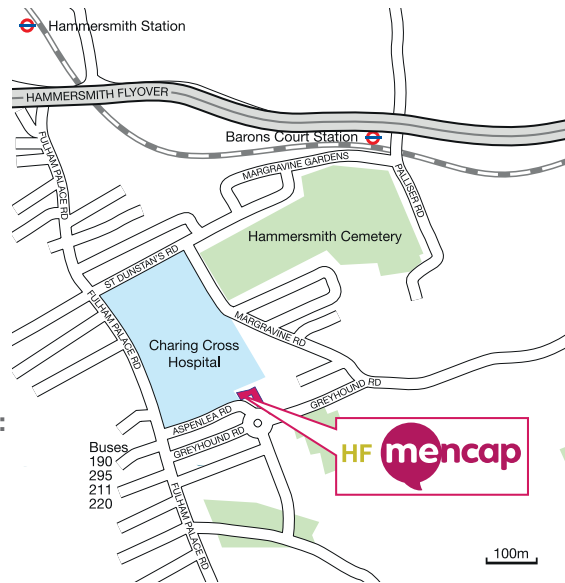 Hammersmith Station
HAMMERSMITH FLYOVER
FULHAM PALACE RD
Barons Court Station
MARGRAVINE GARDENS
PALLISER RD
Hammersmith Cemetery
ST DUNSTAN'S RD
FULHAM PALACE RD
MARGRAVINE RD
Charing Cross
Hospital
GREYHOUND RD
ASPENLEA RD
GREYHOUND RD
HF mencap
:
Buses
190
295
211
220
FULHAM PALACE RD
100m